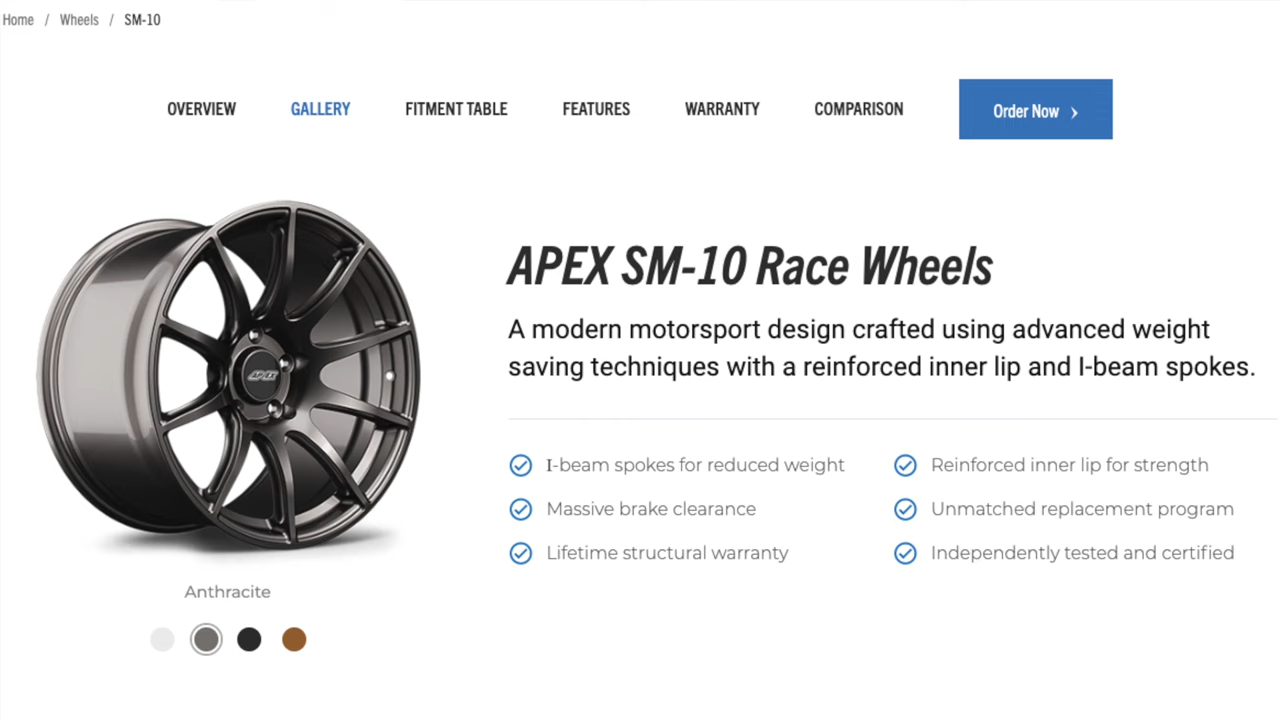 Home / Wheels / SM-10
OVERVIEW GALLERY FITMENT TABLE FEATURES WARRANTY COMPARISON Order Now ›
APEX SM-10 Race Wheels
A modern motorsport design crafted using advanced weight
saving techniques with a reinforced inner lip and I-beam spokes.
APEX
I-beam spokes for reduced weight
Reinforced inner lip for strength
Massive brake clearance
Unmatched replacement program
Lifetime structural warranty
Independently tested and certified
Anthracite